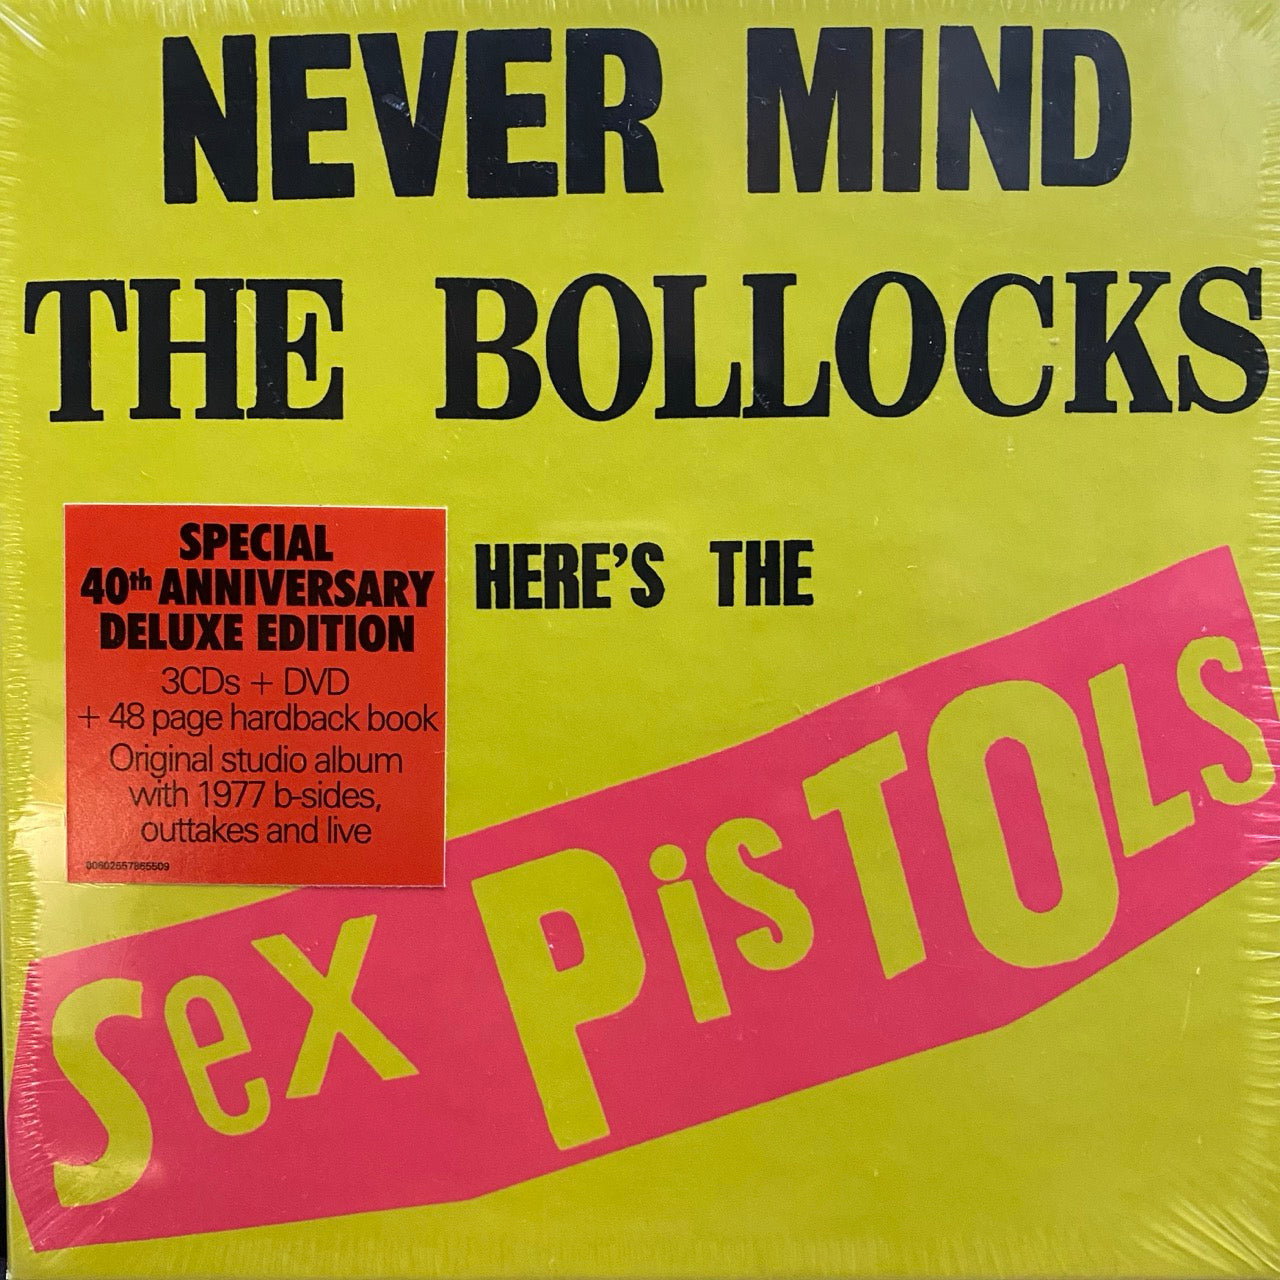 NEVER MIND
THE BOLLOCKS
HERE'S THE
SPECIAL
40th ANNIVERSARY
DELUXE EDITION
3CDs + DVD
+ 48 page hardback book
Original studio album
with 1977 b-sides,
outtakes and live
00602557865509
Sex PiSTOLS